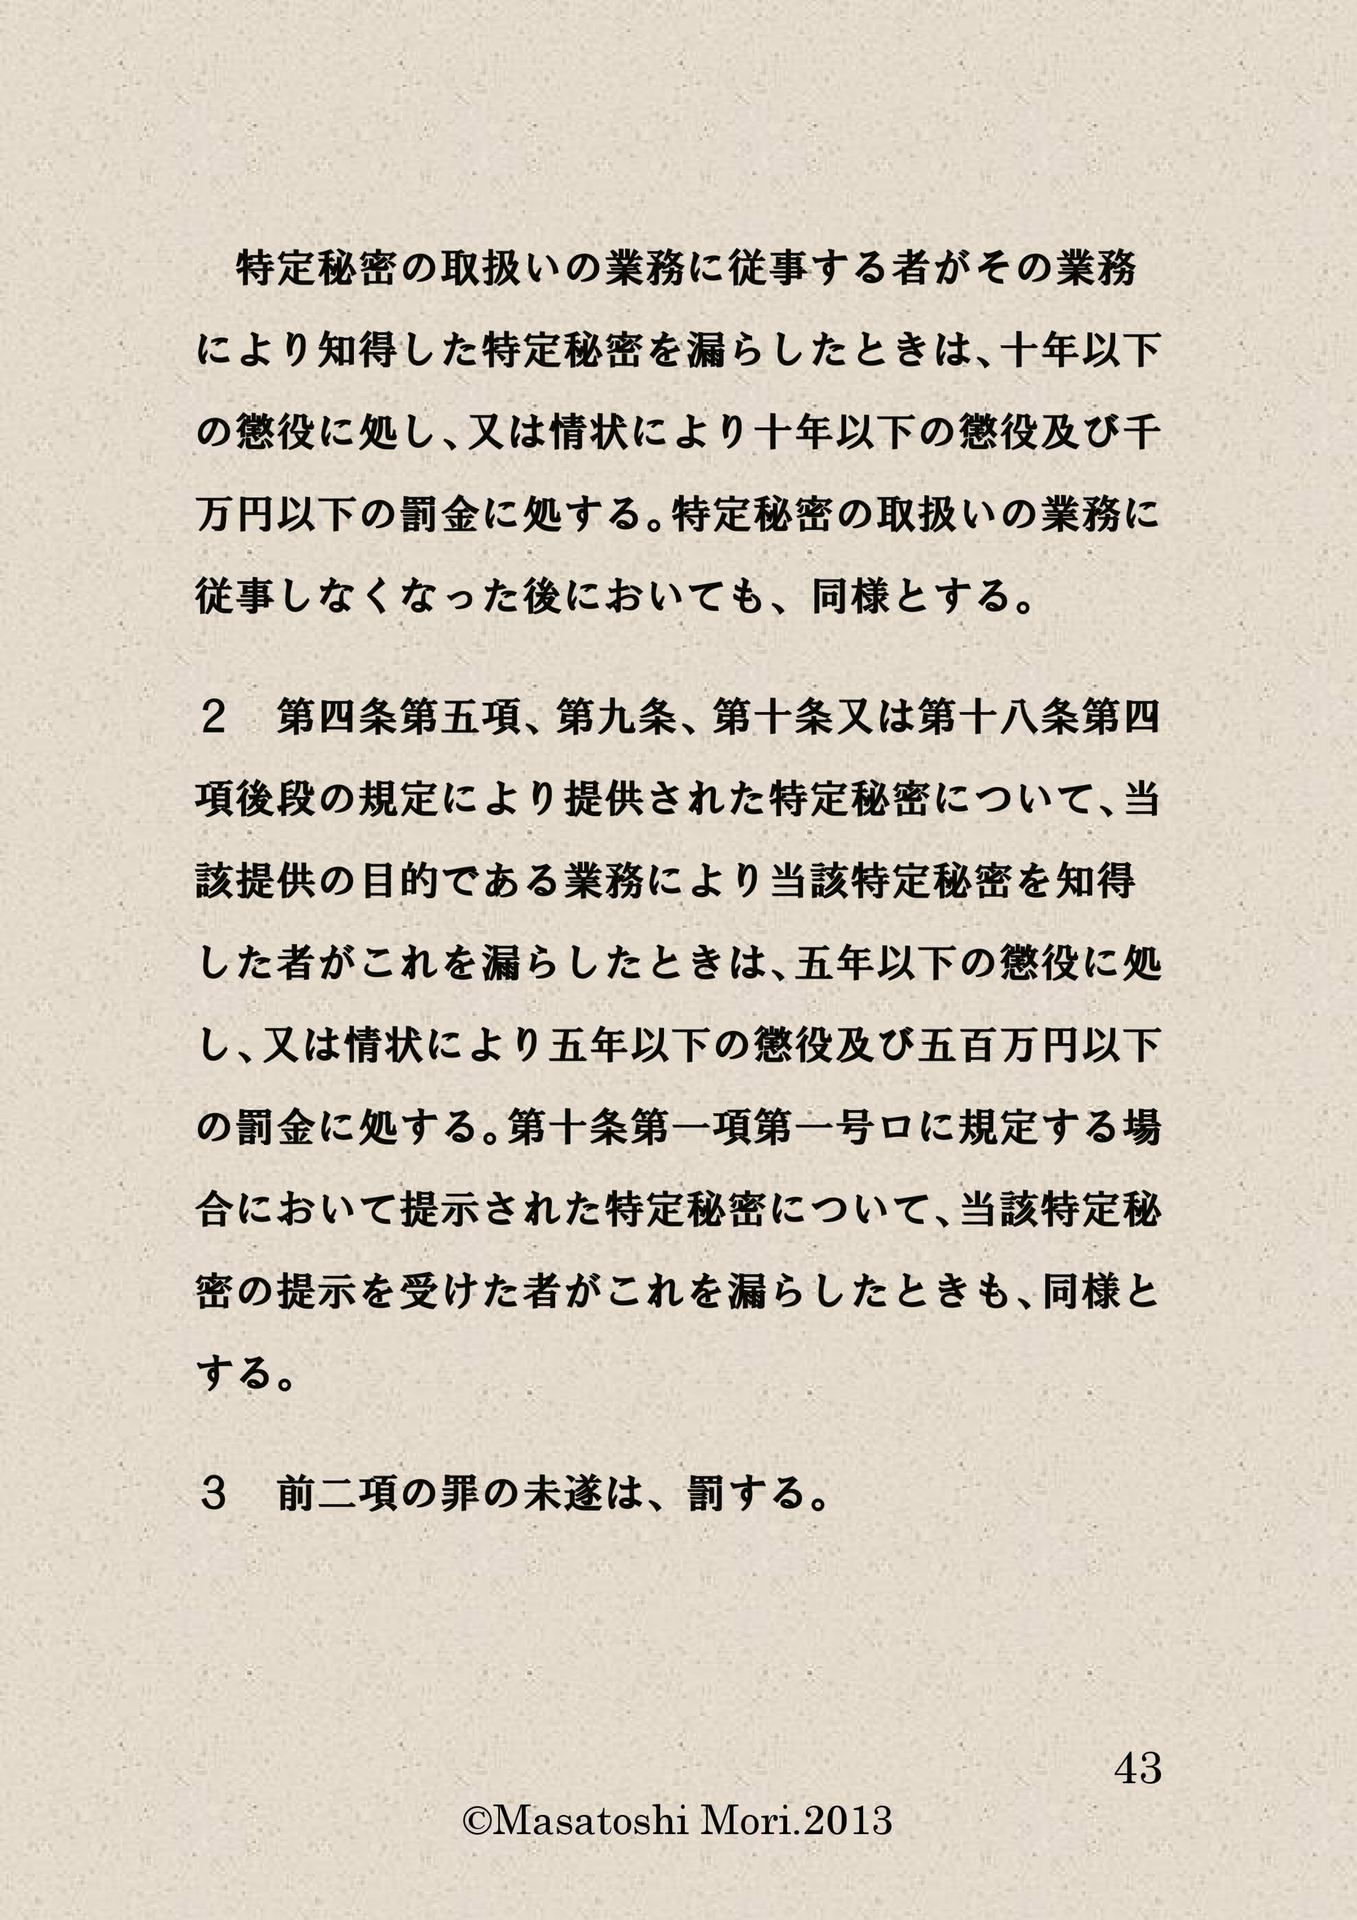 特定秘密の取扱いの業務に従事する者がその業務
により知得した特定秘密を漏らしたときは、十年以下
の懲役に処し、又は情状により十年以下の懲役及び千
万円以下の罰金に処する。特定秘密の取扱いの業務に
従事しなくなった後においても、同様とする。
２　第四条第五項、第九条、第十条又は第十八条第四
項後段の規定により提供された特定秘密について、当
該提供の目的である業務により当該特定秘密を知得
した者がこれを漏らしたときは、五年以下の懲役に処
し、又は情状により五年以下の懲役及び五百万円以下
の罰金に処する。第十条第一項第一号ロに規定する場
合において提示された特定秘密について、当該特定秘
密の提示を受けた者がこれを漏らしたときも、同様と
する。
３　前二項の罪の未遂は、罰する。
43
©Masatoshi Mori.2013